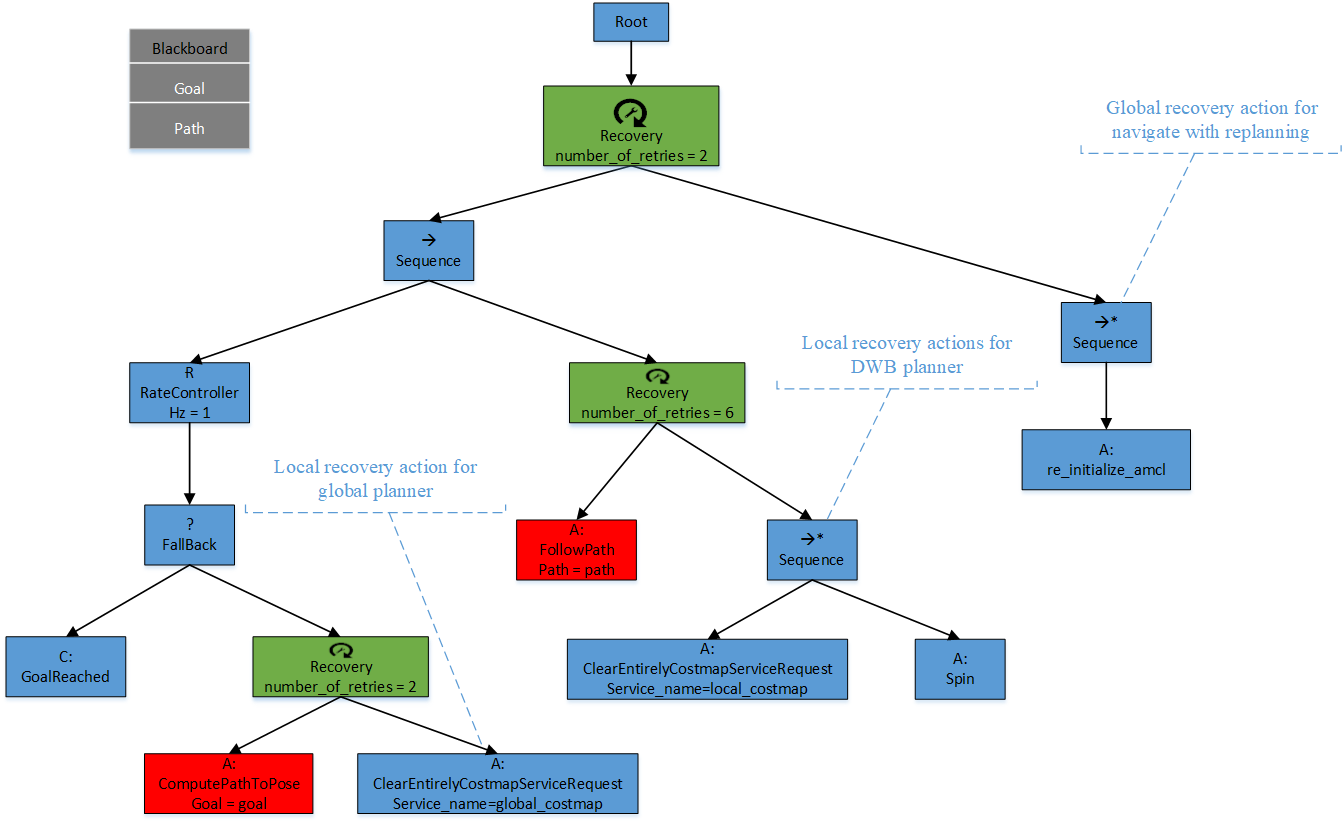 Root
Blackboard
Goal
Path
Recovery
number_of_retries = 2
Global recovery action for
navigate with replanning
→
Sequence
→*
Sequence
Local recovery actions for
DWB planner
R
RateController
Hz = 1
Recovery
number_of_retries = 6
A:
re_initialize_amcl
Local recovery action for
global planner
?
FallBack
A:
FollowPath
Path = path
→*
Sequence
C:
GoalReached
Recovery
number_of_retries = 2
A:
ClearEntirelyCostmapServiceRequest
Service_name=local_costmap
A:
Spin
A:
ComputePathToPose
Goal = goal
A:
ClearEntirelyCostmapServiceRequest
Service_name=global_costmap